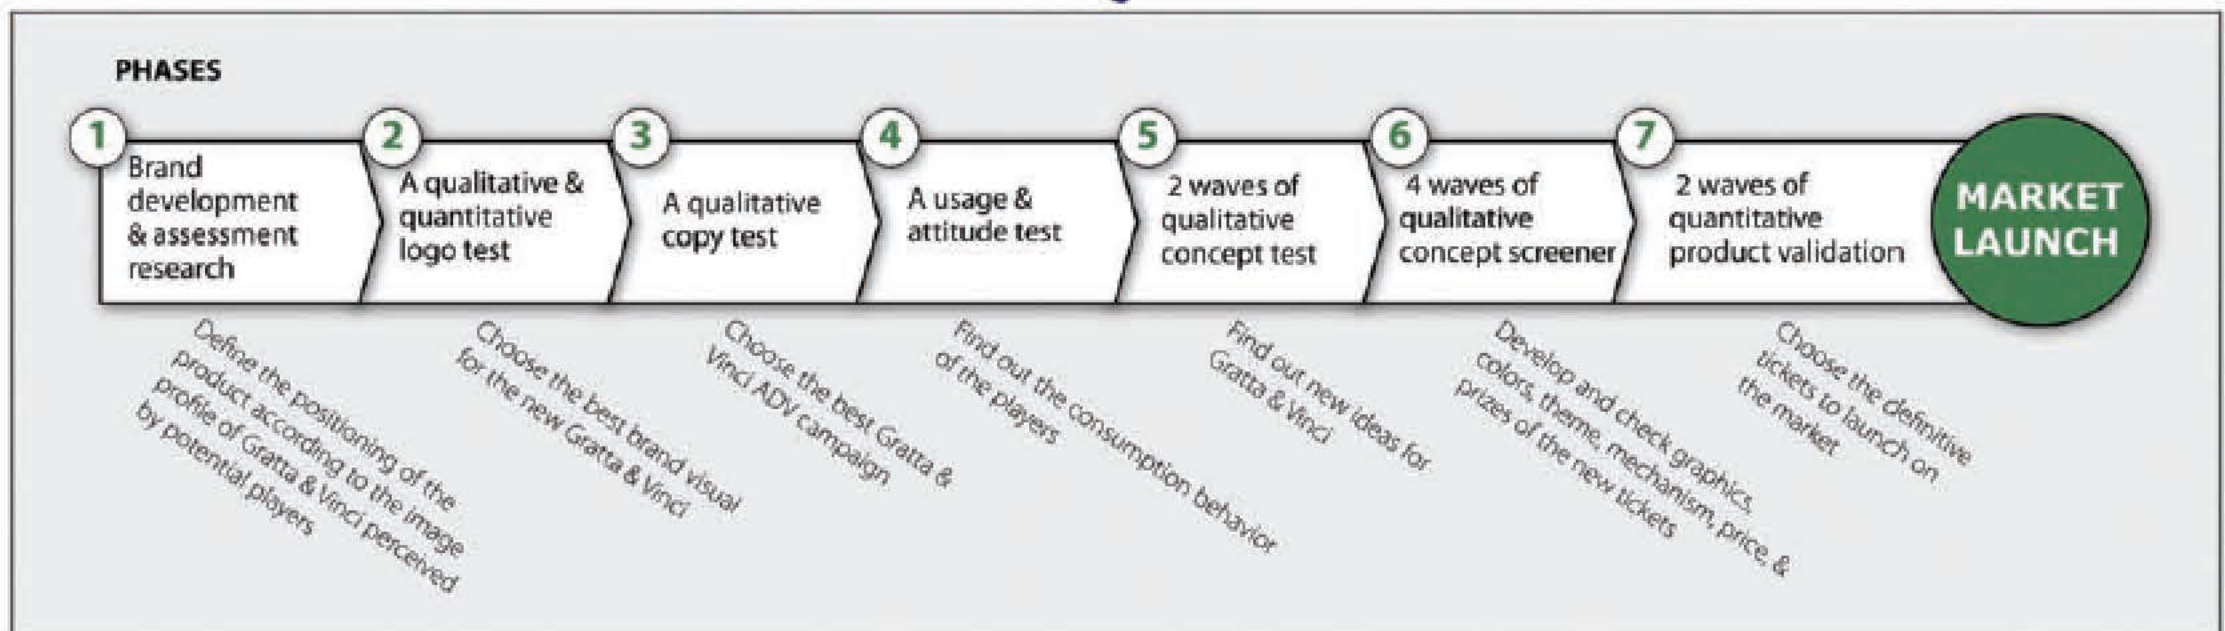 PHASES
1
Brand
development
& assessment
research
2
A qualitative &
quantitative
logo test
3
A qualitative
copy test
4
A usage &
attitude test
5
2 waves of
qualitative
concept test
6
4 waves of
qualitative
concept screener
7
2 waves of
quantitative
product validation
MARKET
LAUNCH
Define the positioning of the
product according to the image
profile of Gratta & Vinci perceived
by potential players
Choose the best brand visual
for the new Gratta & Vinci
Choose the best Gratta &
Vinci ADV campaign
Find out the consumption behavior
of the players
Find out new ideas for
Gratta & Vinci
Develop and check graphics,
colors, theme, mechanism, price, &
prizes of the new tickets
Choose the definitive
tickets to launch on
the market